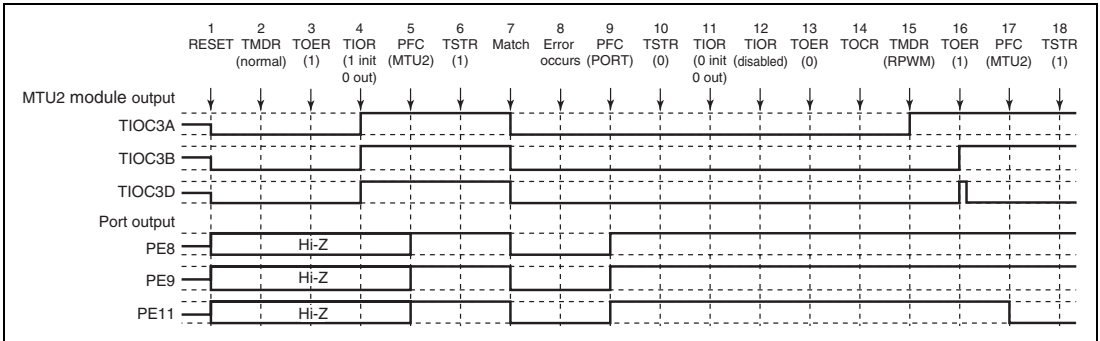 1 2 3 4 5 6 7 8 9 10 11 12 13 14 15 16 17 18
RESET TMDR TOER TIOR PFC TSTR Match Error PFC TSTR TIOR TIOR TOER TOCR TMDR TOER PFC TSTR
(normal) (1) (1 init (MTU2) (1) occurs (PORT) (0) (0 init (disabled) (0) (RPWM) (1) (MTU2) (1)
0 out) 0 out)
MTU2 module output
TIOC3A
TIOC3B
TIOC3D
Port output
PE8 Hi-Z
PE9 Hi-Z
PE11 Hi-Z